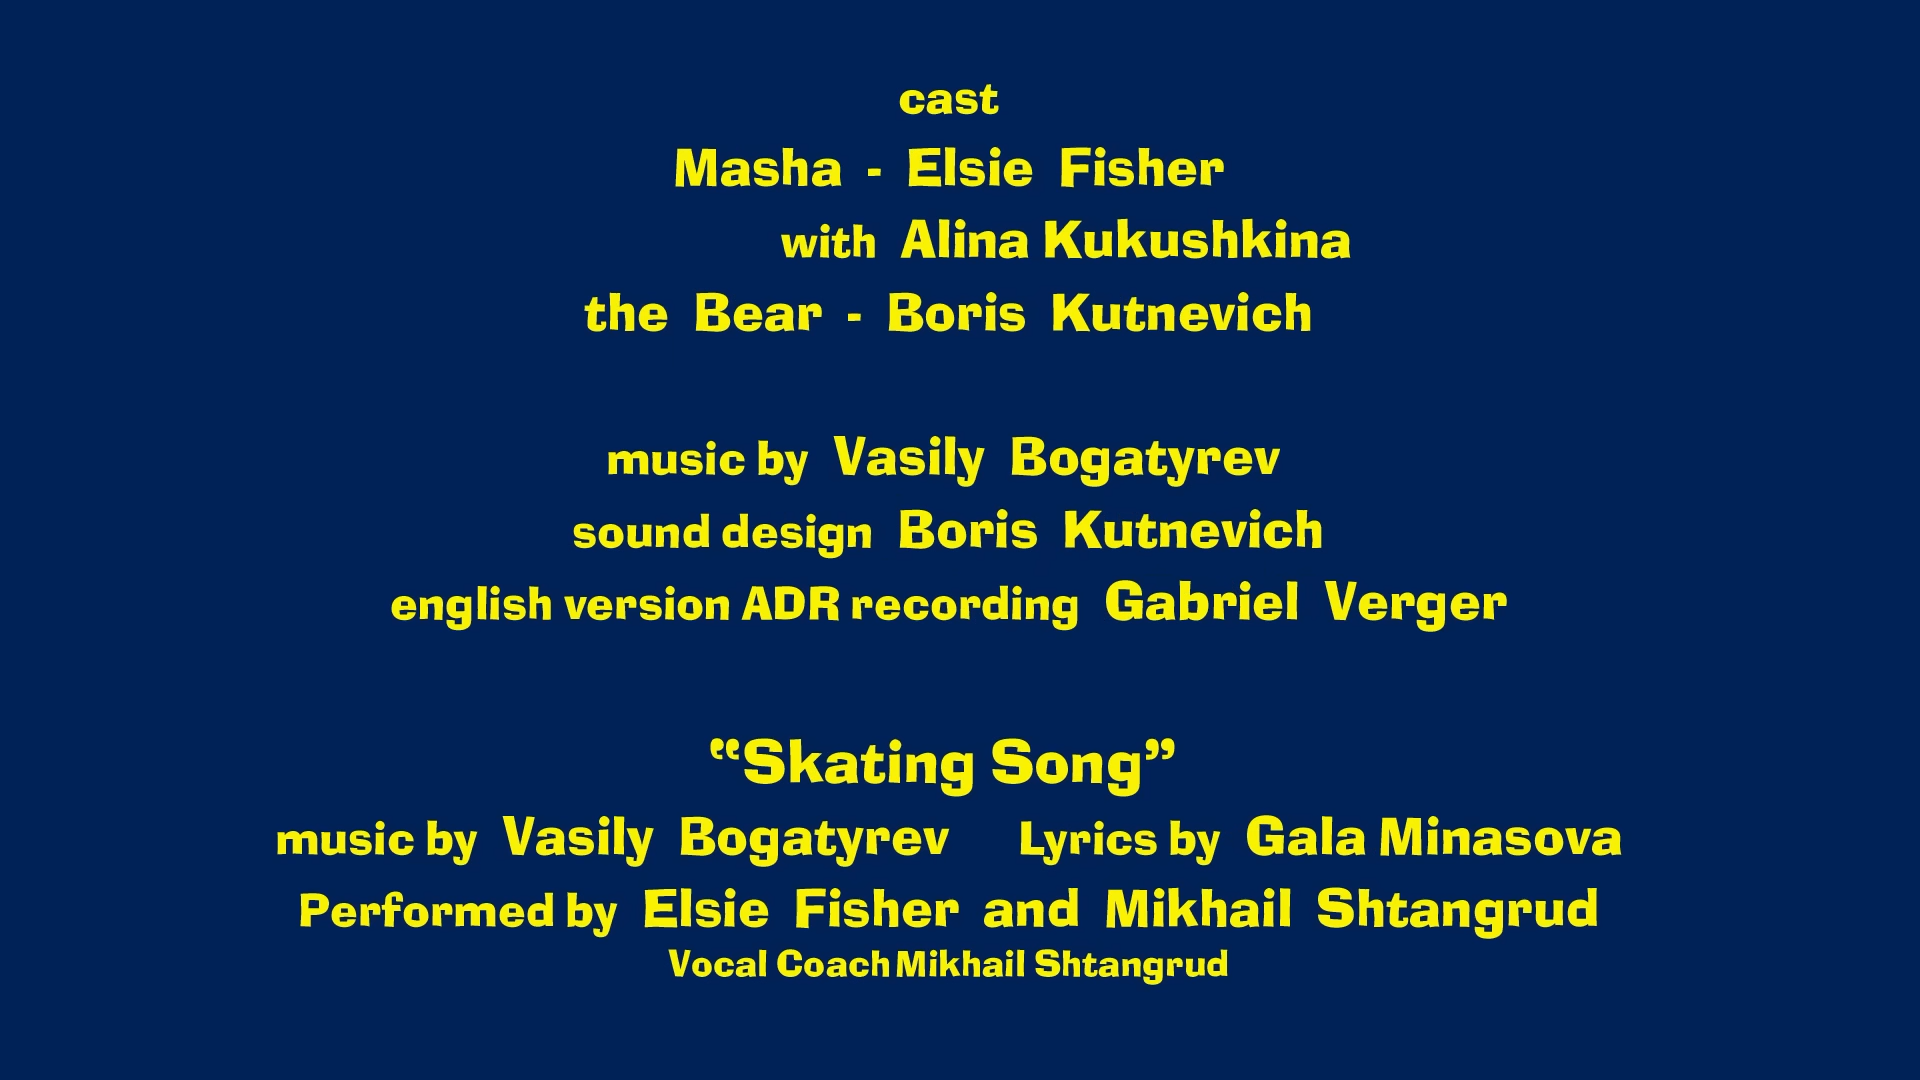 cast
Masha - Elsie Fisher
with Alina Kukushkina
the Bear - Boris Kutnevich
music by Vasily Bogatyrev
sound design Boris Kutnevich
english version ADR recording Gabriel Verger
“Skating Song”
music by Vasily Bogatyrev Lyrics by Gala Minasova
Performed by Elsie Fisher and Mikhail Shtangrud
Vocal Coach Mikhail Shtangrud